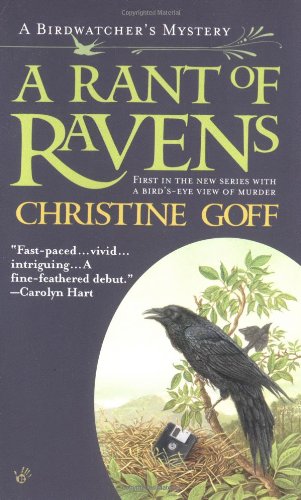 A Birdwatcher's Mystery
A RANT OF
RAVENS
First in the new series with
a bird's-eye view of murder
CHRISTINE GOFF
"Fast-paced...vivid...
intriguing...A
fine-feathered debut."
—Carolyn Hart